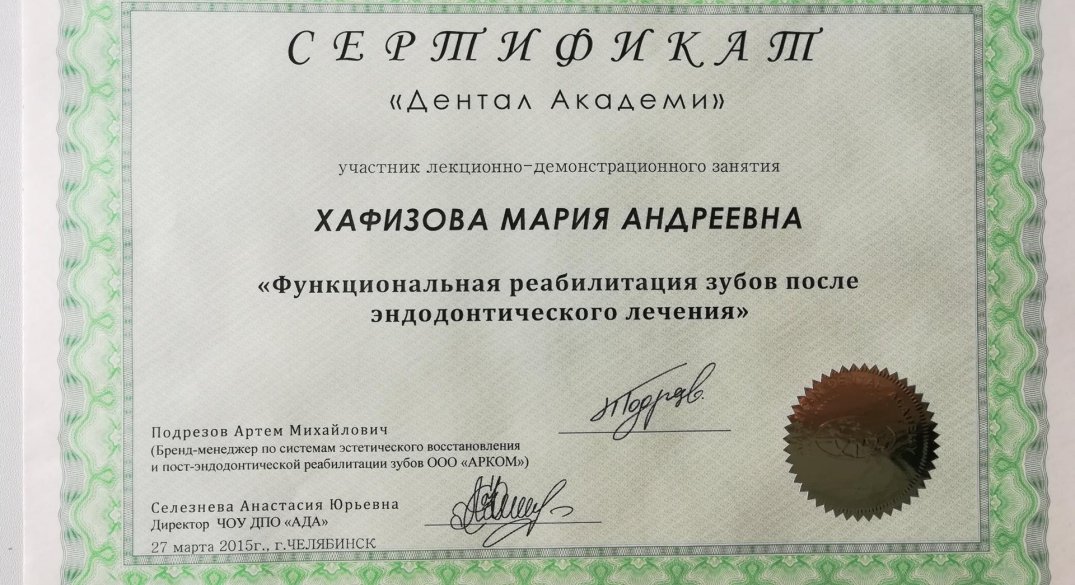 СЕРТИФИКАТ
«Дентал Академи»
участник лекционно-демонстрационного занятия
ХАФИЗОВА МАРИЯ АНДРЕЕВНА
«Функциональная реабилитация зубов после
эндодонтического лечения»
Подрезов Артем Михайлович
(Бренд-менеджер по системам эстетического восстановления
и пост-эндодонтической реабилитации зубов ООО «АРКОМ»)
Селезнева Анастасия Юрьевна
Директор ЧОУ ДПО «АДА»
27 марта 2015г., г.ЧЕЛЯБИНСК